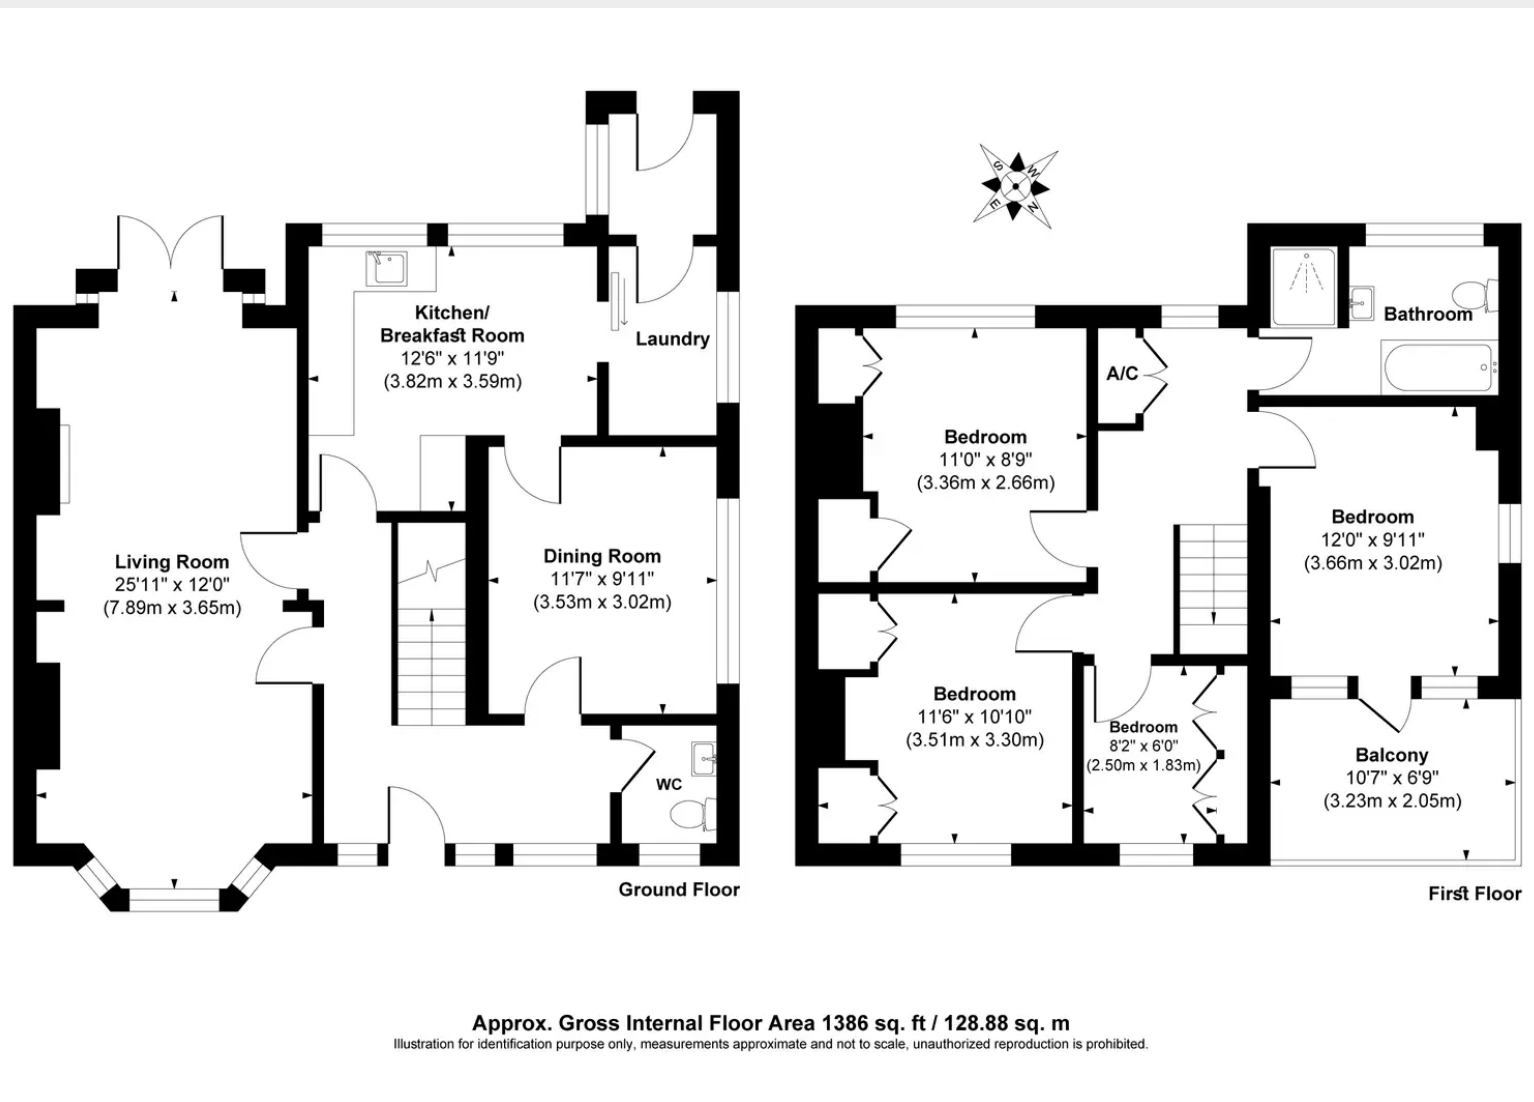 S
W
E
N
Kitchen/
Breakfast Room
12'6" x 11'9"
(3.82m x 3.59m)
Laundry
Living Room
25'11" x 12'0"
(7.89m x 3.65m)
Dining Room
11'7" x 9'11"
(3.53m x 3.02m)
WC
Ground Floor
Bathroom
A/C
Bedroom
11'0" x 8'9"
(3.36m x 2.66m)
Bedroom
12'0" x 9'11"
(3.66m x 3.02m)
Bedroom
11'6" x 10'10"
(3.51m x 3.30m)
Bedroom
8'2" x 6'0"
(2.50m x 1.83m)
Balcony
10'7" x 6'9"
(3.23m x 2.05m)
First Floor
Approx. Gross Internal Floor Area 1386 sq. ft / 128.88 sq. m
Illustration for identification purpose only, measurements approximate and not to scale, unauthorized reproduction is prohibited.